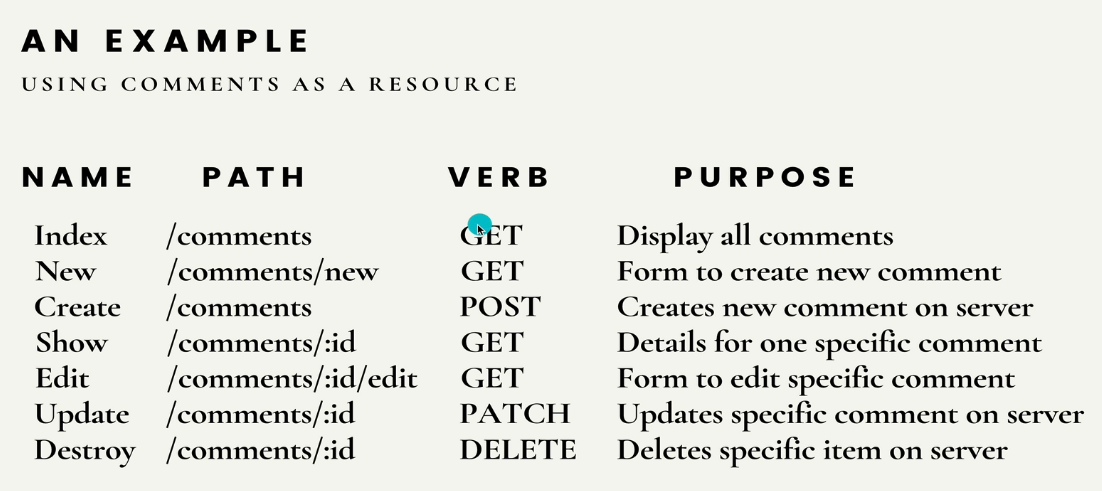 AN EXAMPLE
USING COMMENTS AS A RESOURCE
NAME PATH VERB PURPOSE
Index /comments GET Display all comments
New /comments/new GET Form to create new comment
Create /comments POST Creates new comment on server
Show /comments/:id GET Details for one specific comment
Edit /comments/:id/edit GET Form to edit specific comment
Update /comments/:id PATCH Updates specific comment on server
Destroy /comments/:id DELETE Deletes specific item on server